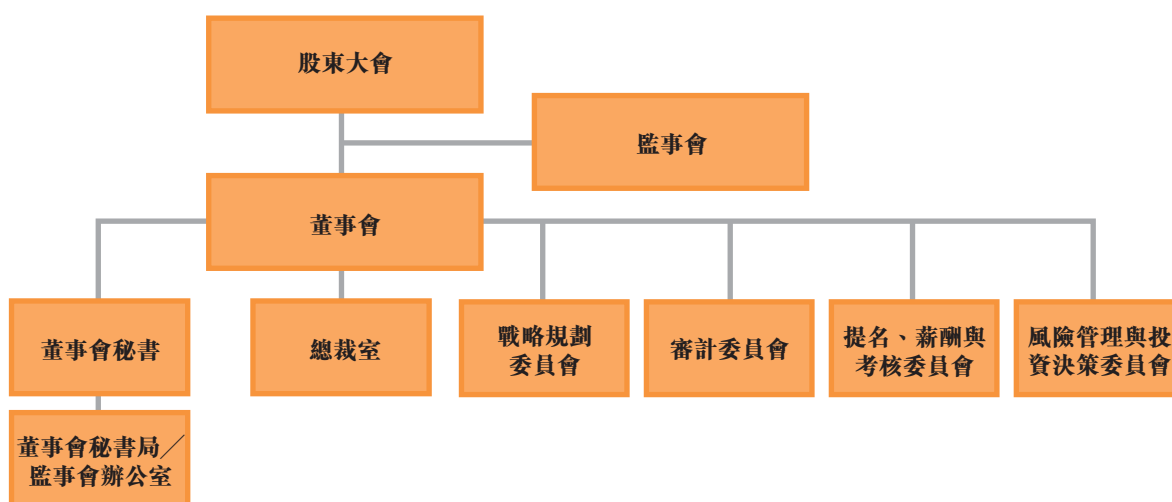 股東大會
監事會
董事會
董事會秘書
總裁室
戰略規劃
委員會
審計委員會
提名、薪酬與
考核委員會
風險管理與投
資決策委員會
董事會秘書局／
監事會辦公室